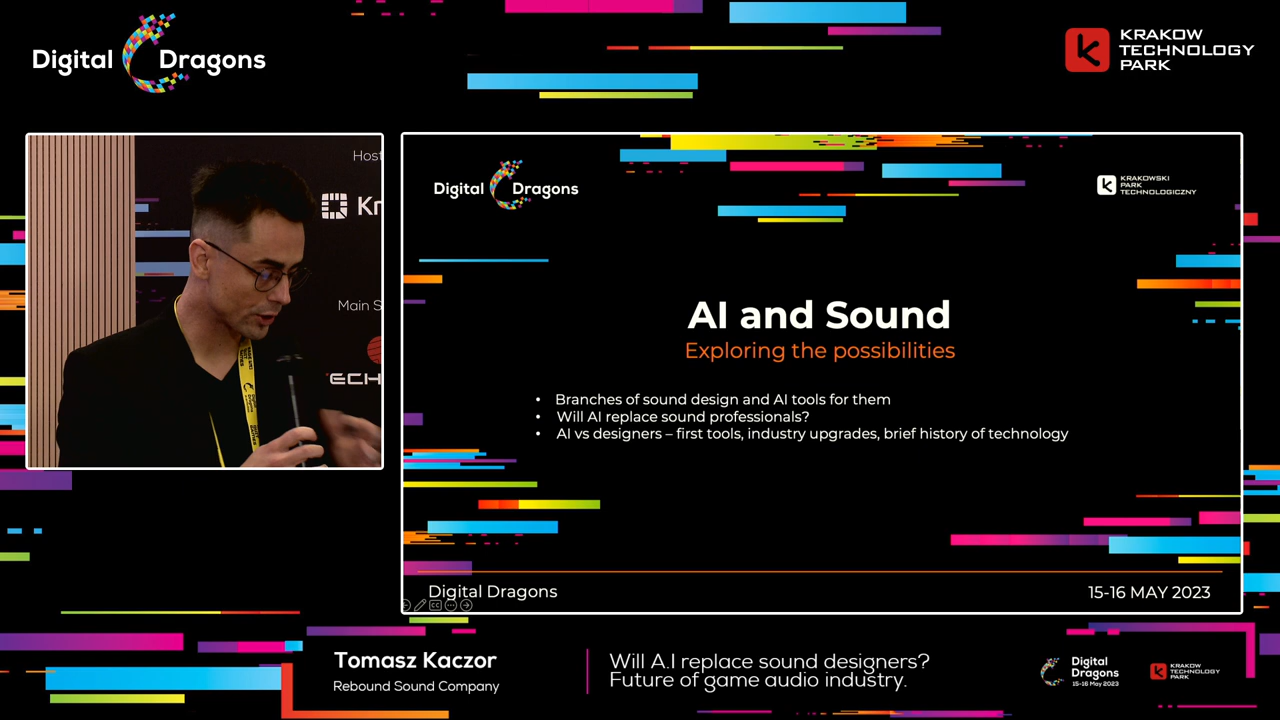 Digital Dragons
KRAKOW
TECHNOLOGY
PARK
Host
Kr
Main S
ECH
Digital Dragons
KRAKOWSKI
PARK
TECHNOLOGICZNY
AI and Sound
Exploring the possibilities
• Branches of sound design and AI tools for them
• Will AI replace sound professionals?
• AI vs designers – first tools, industry upgrades, brief history of technology
Digital Dragons
15-16 MAY 2023
Tomasz Kaczor
Rebound Sound Company
Will A.I replace sound designers?
Future of game audio industry.
Digital
Dragons
15-16 May 2023
KRAKOW
TECHNOLOGY
PARK